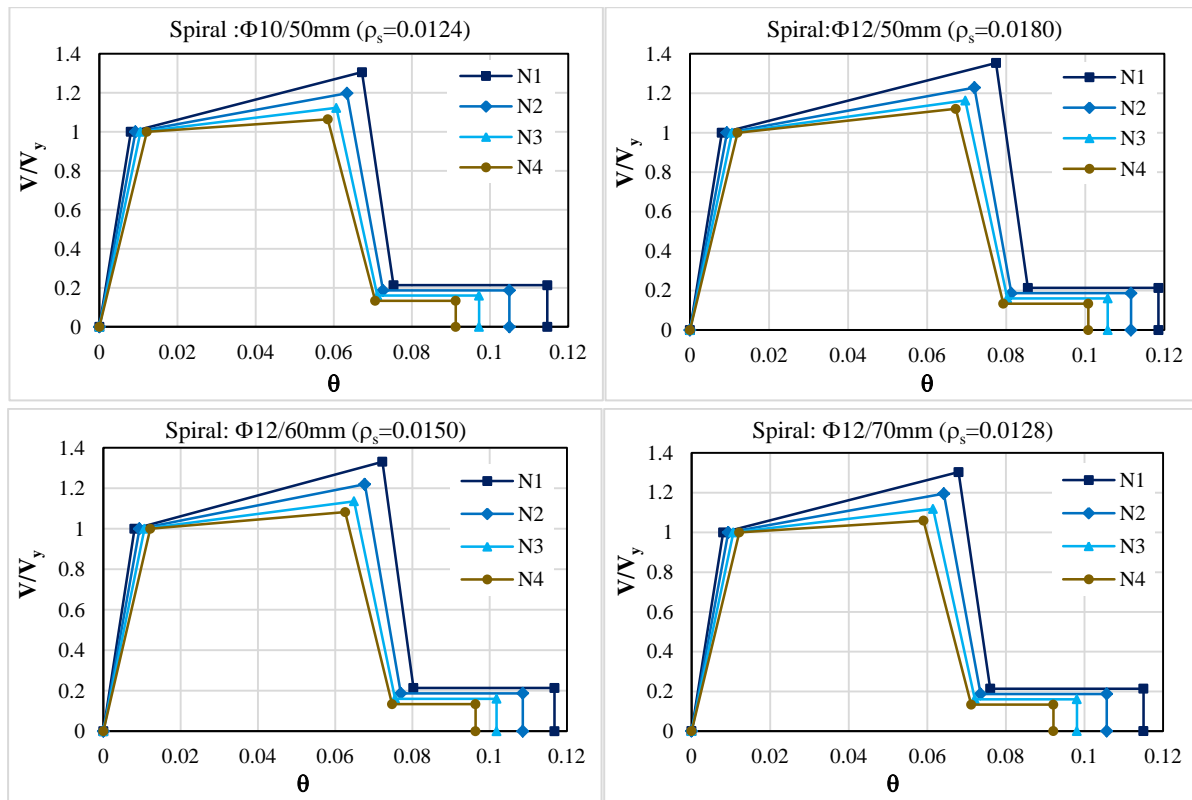 Spiral :Φ10/50mm (ρs=0.0124)
V/Vy
1.4
1.2
1
0.8
0.6
0.4
0.2
0
0 0.02 0.04 0.06 0.08 0.1 0.12
θ
N1
N2
N3
N4
Spiral:Φ12/50mm (ρs=0.0180)
V/Vy
1.4
1.2
1
0.8
0.6
0.4
0.2
0
0 0.02 0.04 0.06 0.08 0.1 0.12
θ
N1
N2
N3
N4
Spiral: Φ12/60mm (ρs=0.0150)
V/Vy
1.4
1.2
1
0.8
0.6
0.4
0.2
0
0 0.02 0.04 0.06 0.08 0.1 0.12
θ
N1
N2
N3
N4
Spiral: Φ12/70mm (ρs=0.0128)
V/Vy
1.4
1.2
1
0.8
0.6
0.4
0.2
0
0 0.02 0.04 0.06 0.08 0.1 0.12
θ
N1
N2
N3
N4